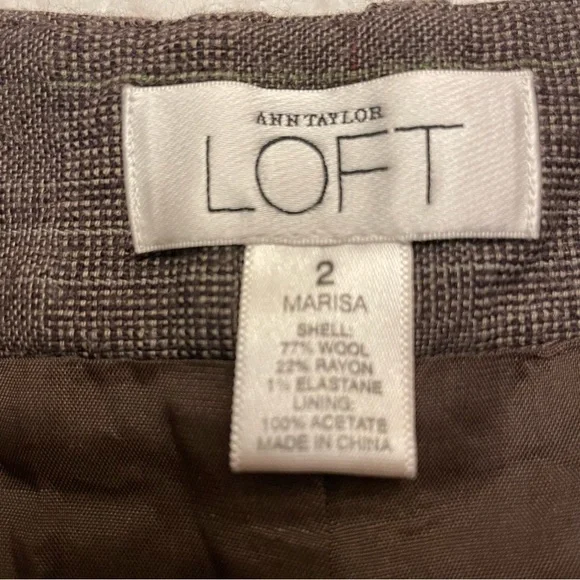 ANN TAYLOR
LOFT
2
MARISA
SHELL:
77% WOOL
22% RAYON
1% ELASTANE
LINING:
100% ACETATE
MADE IN CHINA